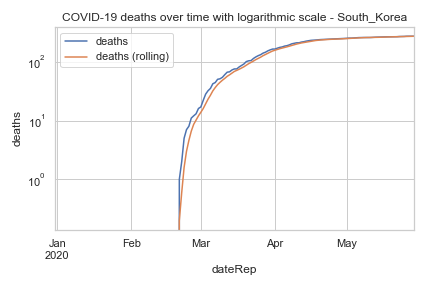 COVID-19 deaths over time with logarithmic scale - South_Korea
deaths
deaths (rolling)
10²
10¹
10⁰
deaths
Jan Feb Mar Apr May
2020
dateRep